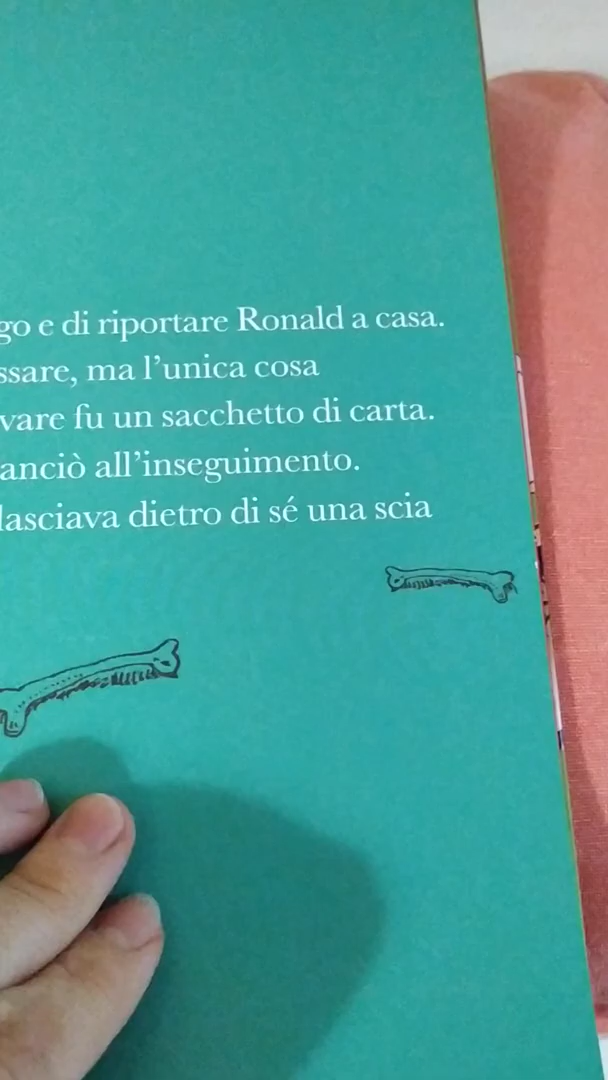 go e di riportare Ronald a casa.
ssare, ma l'unica cosa
vare fu un sacchetto di carta.
anciò all'inseguimento.
lasciava dietro di sé una scia